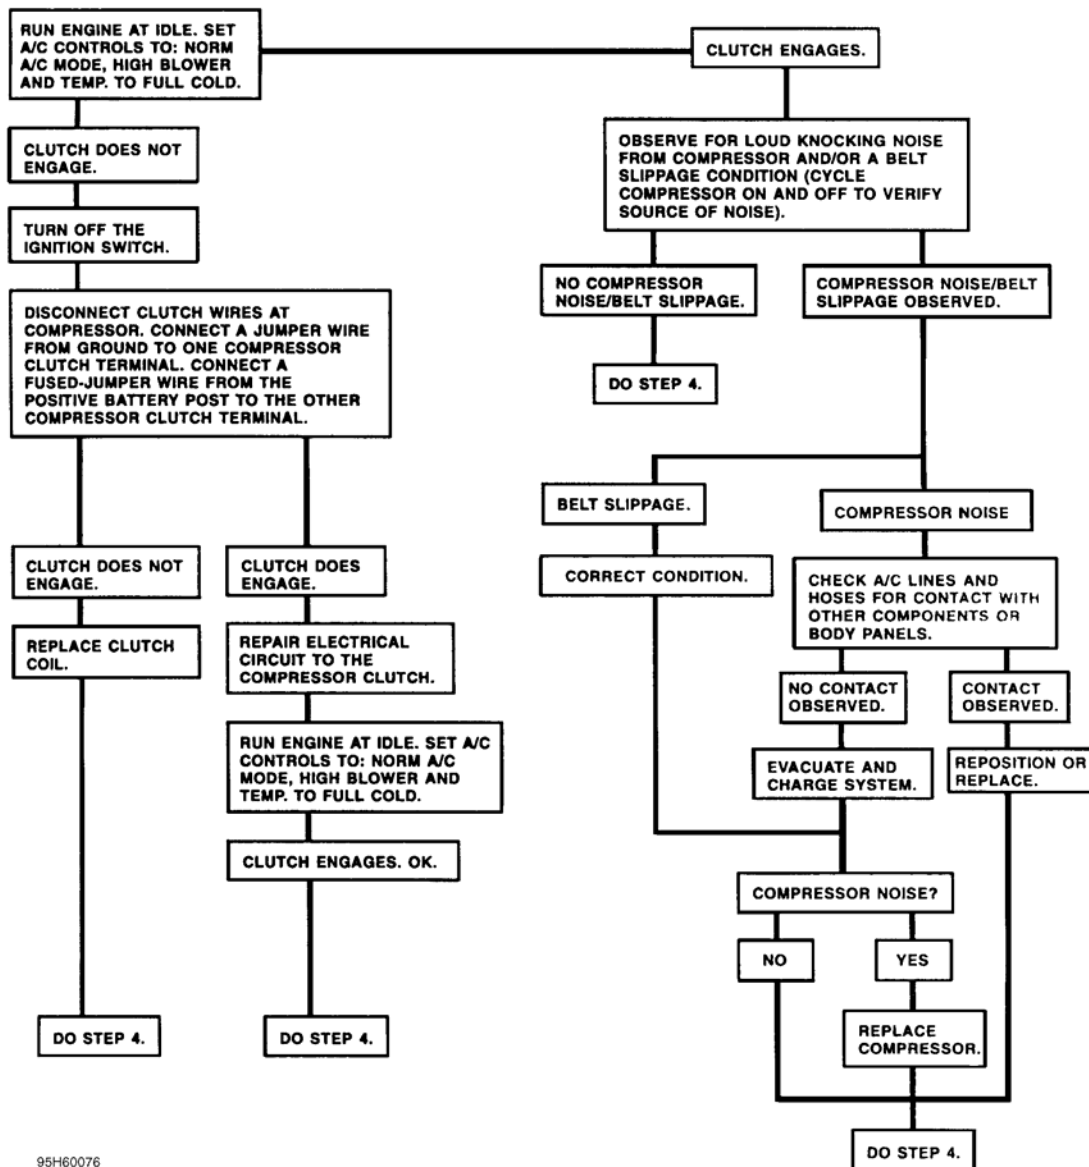 RUN ENGINE AT IDLE. SET
A/C CONTROLS TO: NORM
A/C MODE, HIGH BLOWER
AND TEMP. TO FULL COLD.
CLUTCH DOES NOT
ENGAGE.
TURN OFF THE
IGNITION SWITCH.
DISCONNECT CLUTCH WIRES AT
COMPRESSOR. CONNECT A JUMPER WIRE
FROM GROUND TO ONE COMPRESSOR
CLUTCH TERMINAL. CONNECT A
FUSED-JUMPER WIRE FROM THE
POSITIVE BATTERY POST TO THE OTHER
COMPRESSOR CLUTCH TERMINAL.
CLUTCH DOES NOT
ENGAGE.
REPLACE CLUTCH
COIL.
DO STEP 4.
CLUTCH DOES
ENGAGE.
REPAIR ELECTRICAL
CIRCUIT TO THE
COMPRESSOR CLUTCH.
RUN ENGINE AT IDLE. SET A/C
CONTROLS TO: NORM A/C
MODE, HIGH BLOWER AND
TEMP. TO FULL COLD.
CLUTCH ENGAGES. OK.
DO STEP 4.
CLUTCH ENGAGES.
OBSERVE FOR LOUD KNOCKING NOISE
FROM COMPRESSOR AND/OR A BELT
SLIPPAGE CONDITION (CYCLE
COMPRESSOR ON AND OFF TO VERIFY
SOURCE OF NOISE).
NO COMPRESSOR
NOISE/BELT SLIPPAGE.
DO STEP 4.
COMPRESSOR NOISE/BELT
SLIPPAGE OBSERVED.
BELT SLIPPAGE.
CORRECT CONDITION.
COMPRESSOR NOISE
CHECK A/C LINES AND
HOSES FOR CONTACT WITH
OTHER COMPONENTS OR
BODY PANELS.
NO CONTACT
OBSERVED.
EVACUATE AND
CHARGE SYSTEM.
CONTACT
OBSERVED.
REPOSITION OR
REPLACE.
COMPRESSOR NOISE?
NO
YES
REPLACE
COMPRESSOR.
DO STEP 4.
95H60076